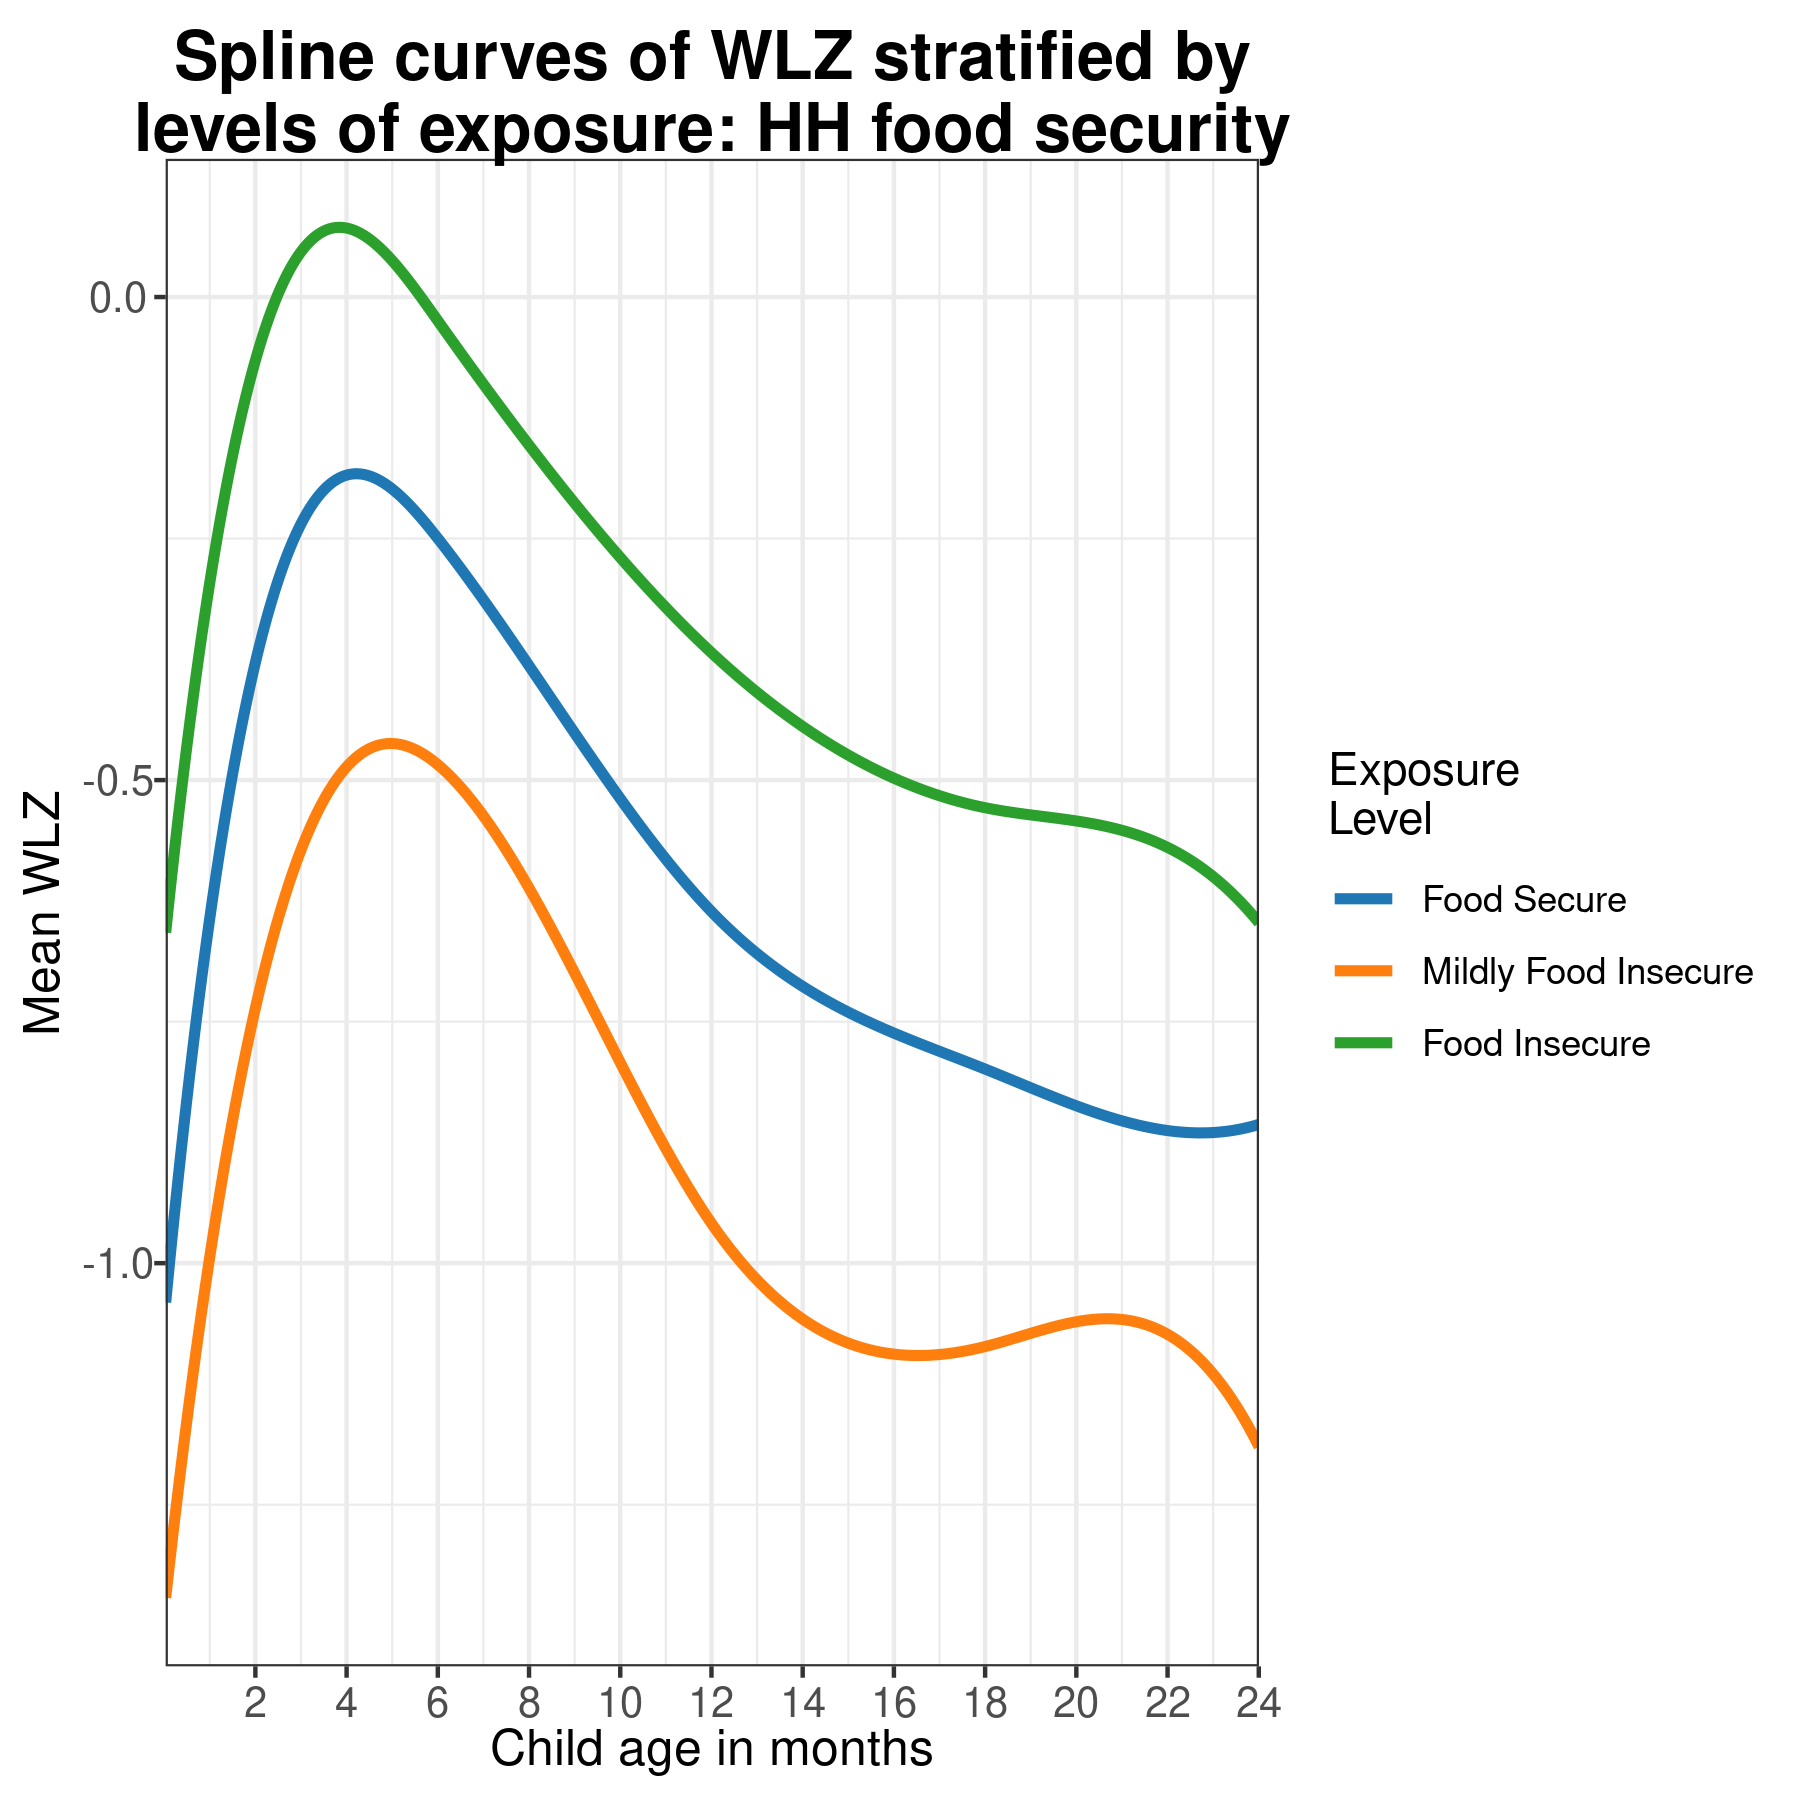 Spline curves of WLZ stratified by
levels of exposure: HH food security
0.0
-0.5
-1.0
Mean WLZ
2 4 6 8 10 12 14 16 18 20 22 24
Child age in months
Exposure
Level
Food Secure
Mildly Food Insecure
Food Insecure